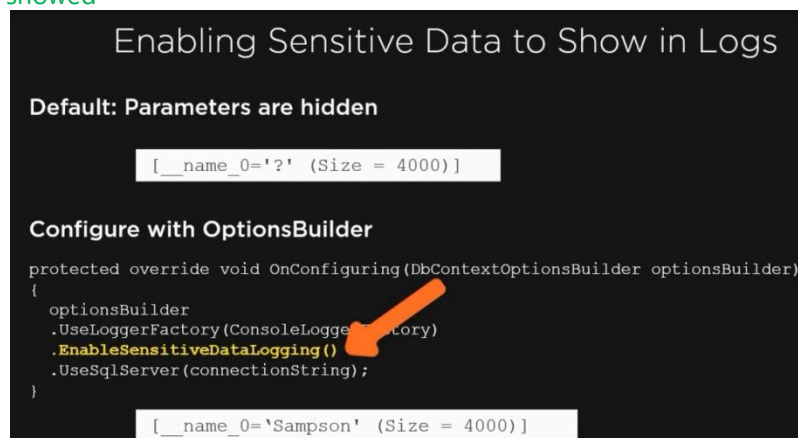 showed
Enabling Sensitive Data to Show in Logs
Default: Parameters are hidden
[__name_0='?' (Size = 4000)]
Configure with OptionsBuilder
protected override void OnConfiguring(DbContextOptionsBuilder optionsBuilder)
{
optionsBuilder
.UseLoggerFactory(ConsoleLogge tory)
.EnableSensitiveDataLogging()
.UseSqlServer(connectionString);
}
[__name_0='Sampson' (Size = 4000)]